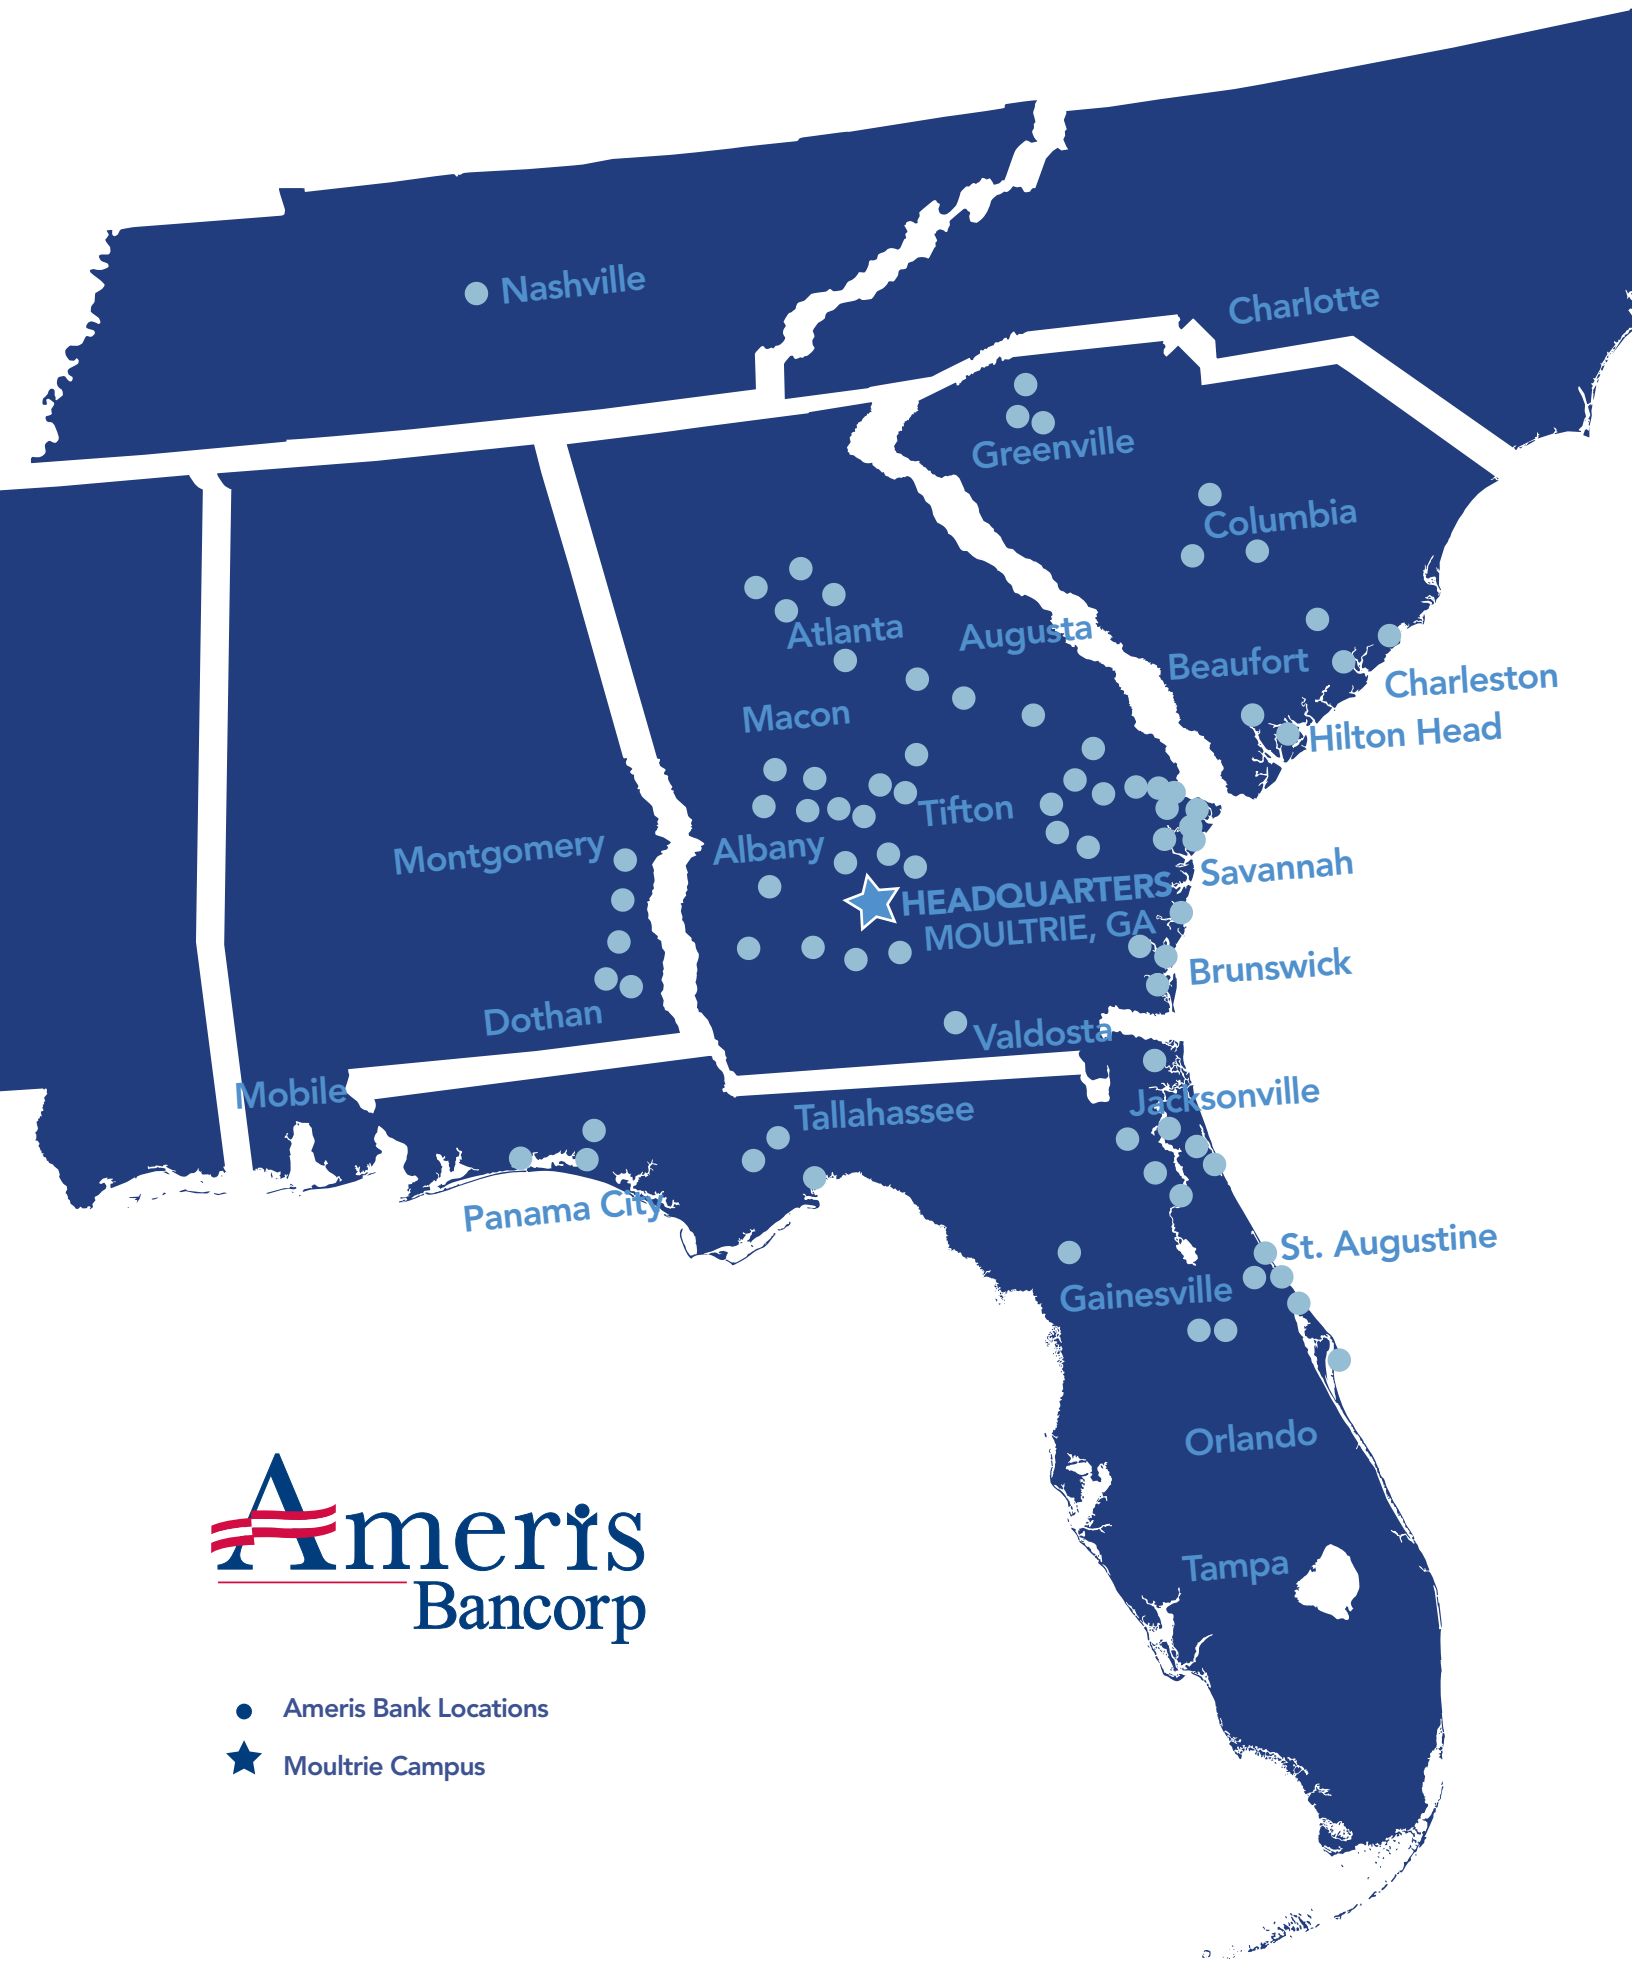 Nashville
Charlotte
Greenville
Columbia
Atlanta
Augusta
Beaufort
Charleston
Macon
Hilton Head
Tifton
Montgomery
Albany
Savannah
HEADQUARTERS
MOULTRIE, GA
Brunswick
Dothan
Valdosta
Mobile
Jacksonville
Tallahassee
Panama City
St. Augustine
Gainesville
Orlando
Tampa
Ameris
Bancorp
Ameris Bank Locations
Moultrie Campus